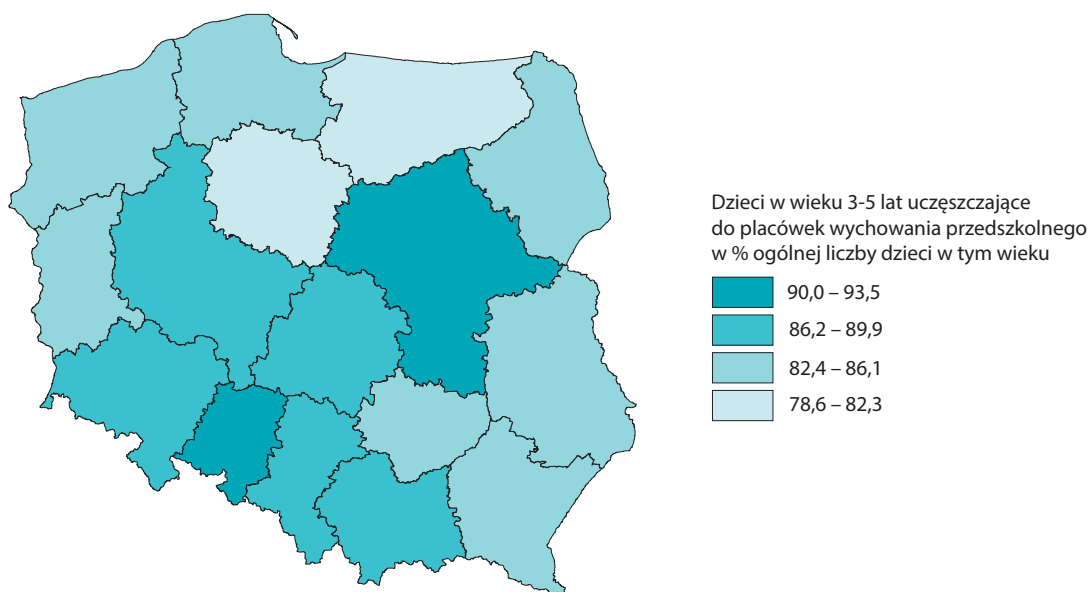 Dzieci w wieku 3-5 lat uczęszczające
do placówek wychowania przedszkolnego
w % ogólnej liczby dzieci w tym wieku
90,0 – 93,5
86,2 – 89,9
82,4 – 86,1
78,6 – 82,3